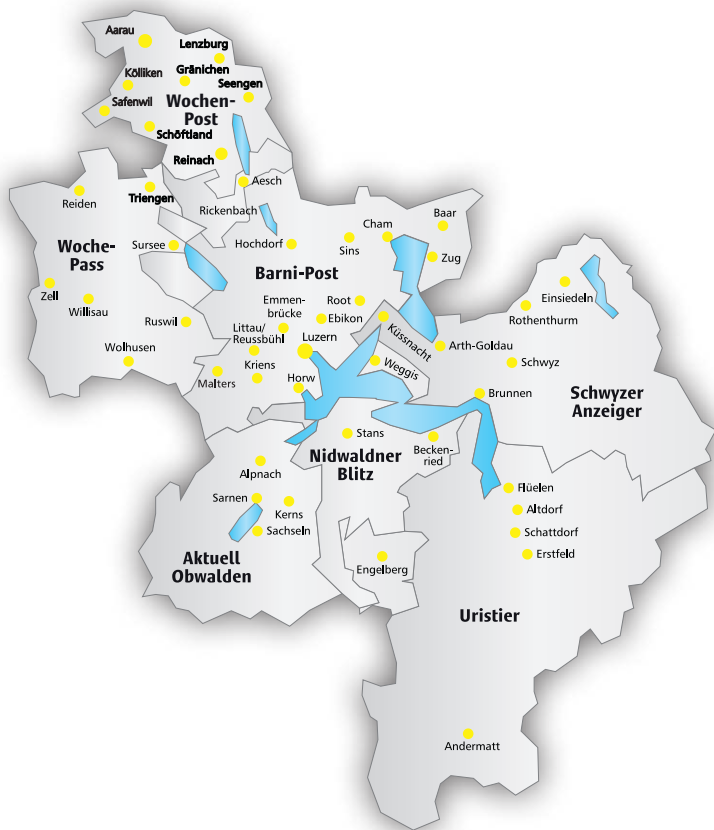 Aarau
Lenzburg
Kölliken
Gränichen
Seengen
Safenwil
Wochen-
Post
Schöftland
Reinach
Aesch
Triengen
Reiden
Rickenbach
Baar
Cham
Sursee
Hochdorf
Sins
Woche-
Pass
Zug
Barni-Post
Zell
Willisau
Emmen-
brücke
Root
Ebikon
Einsiedeln
Rothenthurm
Ruswil
Littau/
Reussbühl
Luzern
Küssnacht
Arth-Goldau
Wolhusen
Kriens
Weggis
Schwyz
Malters
Horw
Brunnen
Schwyzer
Anzeiger
Stans
Nidwaldner
Blitz
Becken-
ried
Alpnach
Sarnen
Kerns
Flüelen
Altdorf
Sachseln
Schattdorf
Erstfeld
Aktuell
Obwalden
Engelberg
Uristier
Andermatt